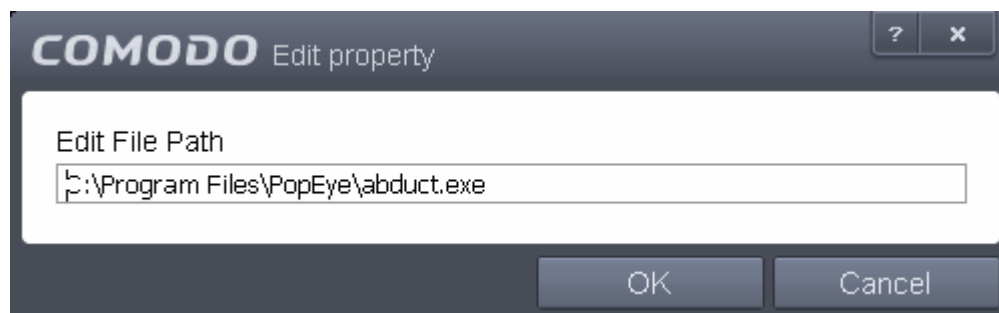 COMODO Edit property
? ×
Edit File Path
C:\Program Files\PopEye\abduct.exe
OK Cancel